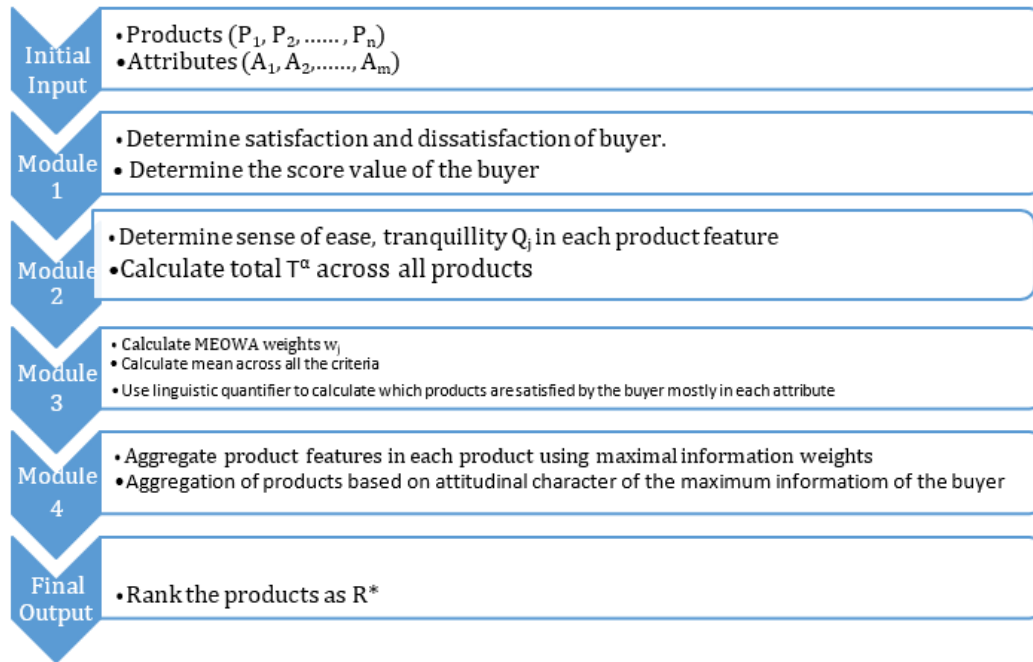 Initial
Input
•Products (P₁, P₂,......, Pₙ)
•Attributes (A₁, A₂,......, Aₘ)
Module
1
•Determine satisfaction and dissatisfaction of buyer.
• Determine the score value of the buyer
Module
2
•Determine sense of ease, tranquillity Qⱼ in each product feature
•Calculate total Tᵅ across all products
Module
3
• Calculate MEOWA weights wⱼ
• Calculate mean across all the criteria
• Use linguistic quantifier to calculate which products are satisfied by the buyer mostly in each attribute
Module
4
• Aggregate product features in each product using maximal information weights
•Aggregation of products based on attitudinal character of the maximum informatiom of the buyer
Final
Output
•Rank the products as R*